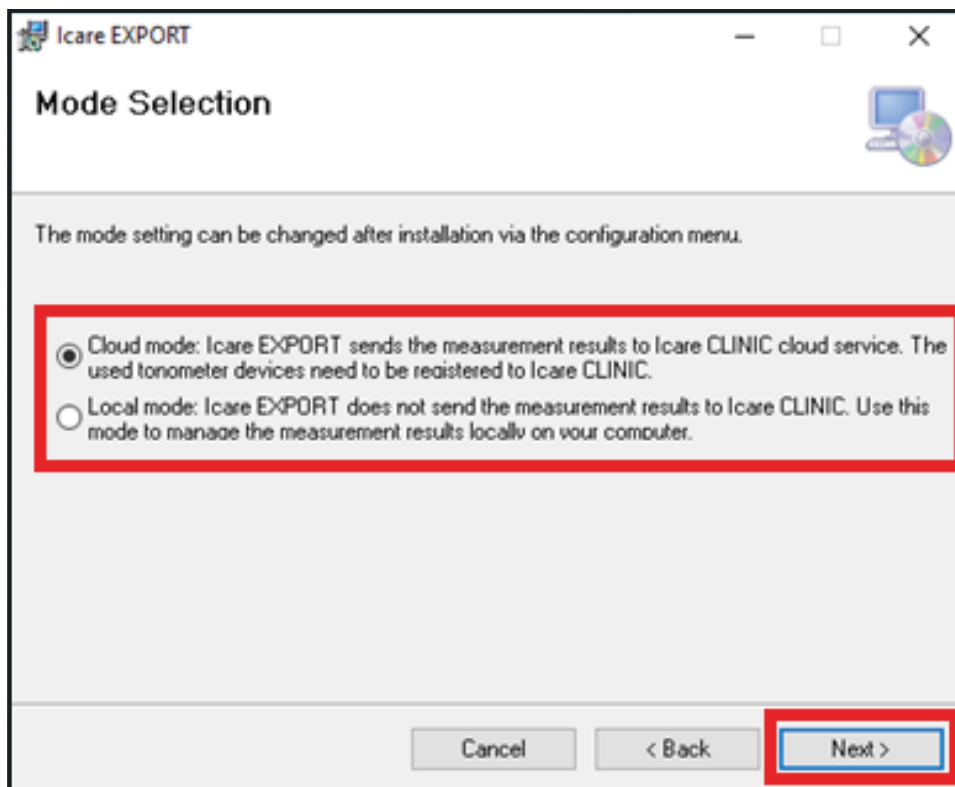 Icare EXPORT
Mode Selection
The mode setting can be changed after installation via the configuration menu.
Cloud mode: Icare EXPORT sends the measurement results to Icare CLINIC cloud service. The
used tonometer devices need to be registered to Icare CLINIC.
Local mode: Icare EXPORT does not send the measurement results to Icare CLINIC. Use this
mode to manage the measurement results locally on your computer.
Cancel
< Back
Next >